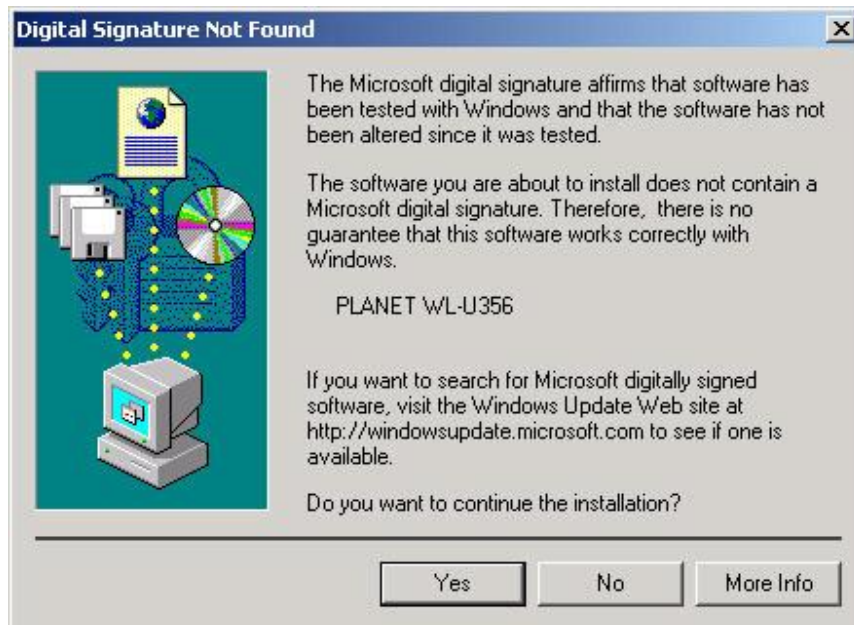 Digital Signature Not Found
The Microsoft digital signature affirms that software has
been tested with Windows and that the software has not
been altered since it was tested.
The software you are about to install does not contain a
Microsoft digital signature. Therefore, there is no
guarantee that this software works correctly with
Windows.
PLANET WL-U356
If you want to search for Microsoft digitally signed
software, visit the Windows Update Web site at
http://windowsupdate.microsoft.com to see if one is
available.
Do you want to continue the installation?
Yes No More Info